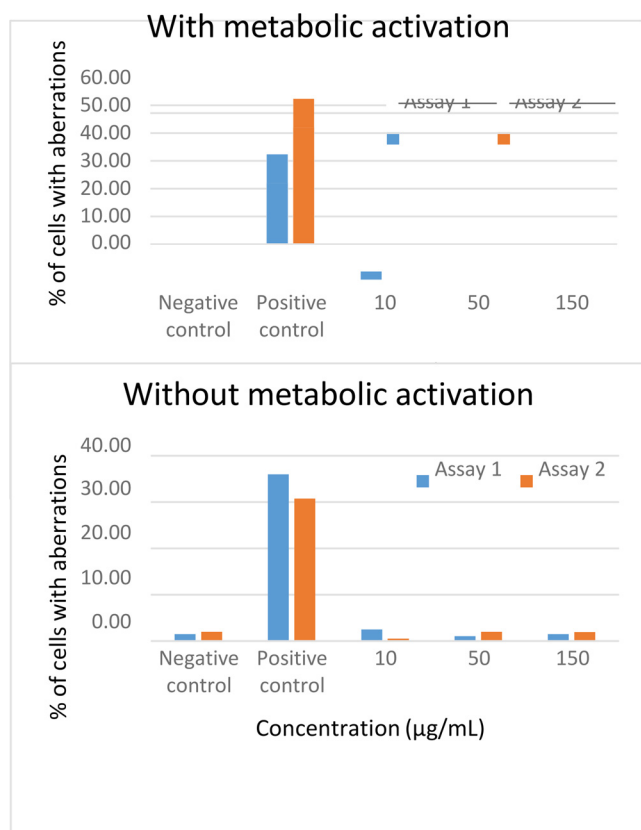 With metabolic activation
% of cells with aberrations
60.00
50.00
40.00
30.00
20.00
10.00
0.00
Assay 1 Assay 2
Negative control
Positive control
10 50 150
Without metabolic activation
% of cells with aberrations
40.00
30.00
20.00
10.00
0.00
Assay 1 Assay 2
Negative control
Positive control
10 50 150
Concentration (µg/mL)